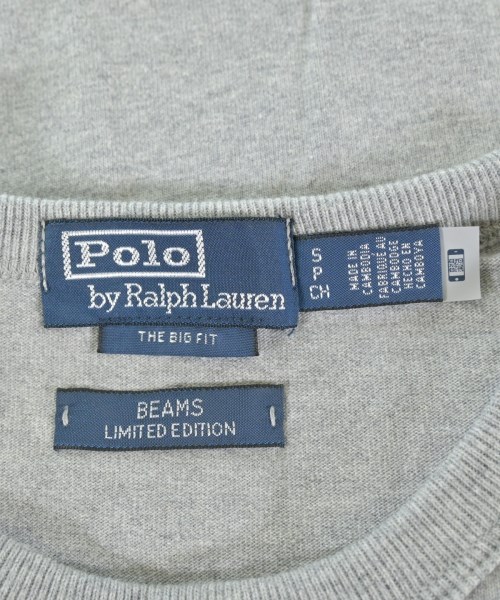 Polo
by Ralph Lauren
THE BIG FIT
S
P
CH
MADE IN
CAMBODIA
FABRIQUE AU
CAMBODGE
HECHO EN
CAMBOYA
BEAMS
LIMITED EDITION